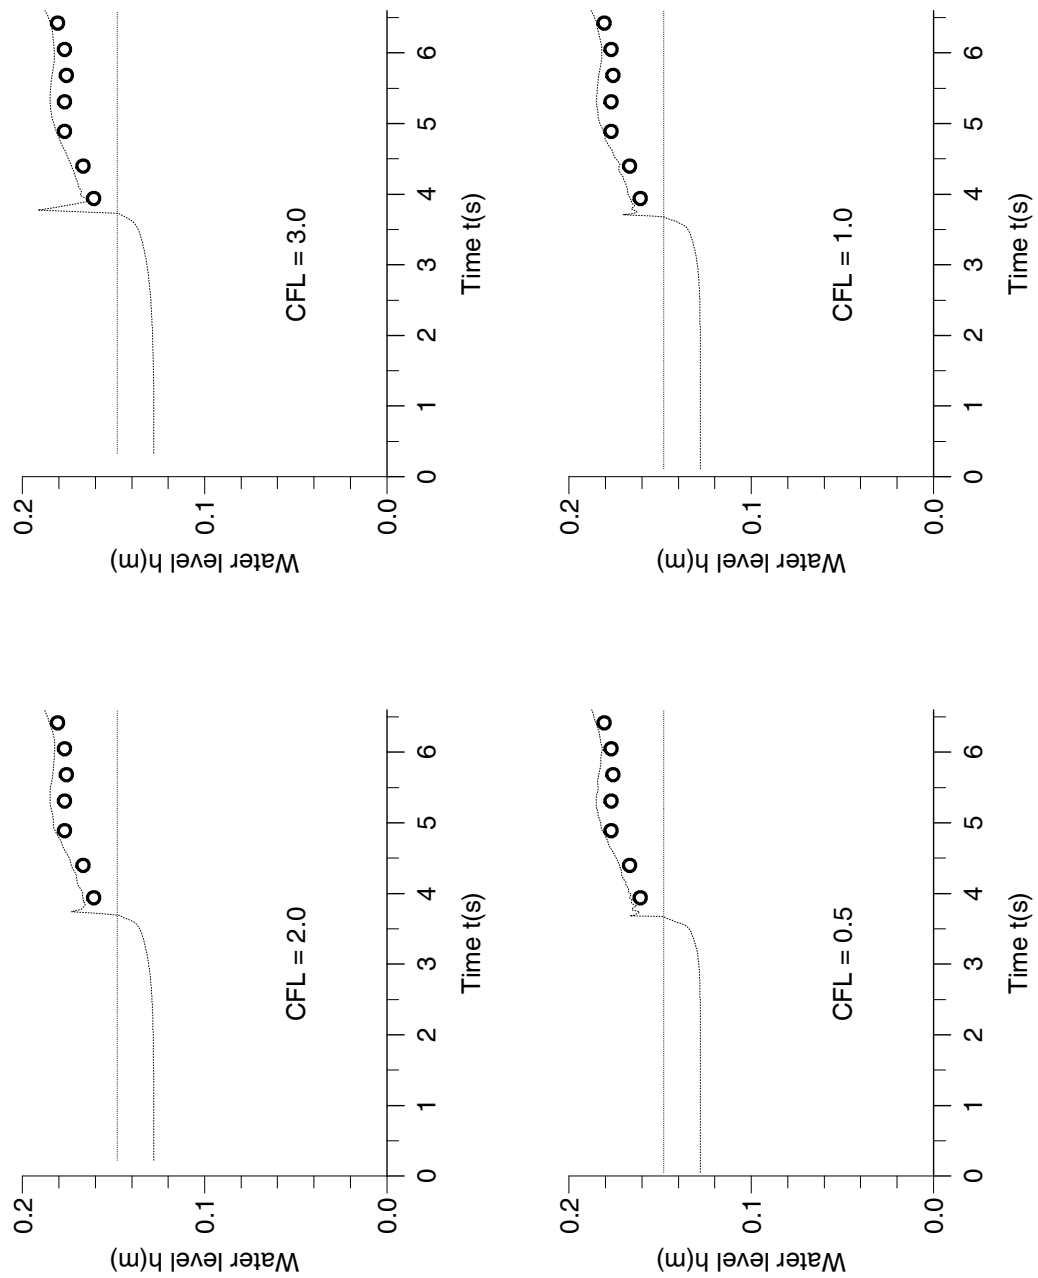 Water level h(m)
0.2
0.1
0.0
CFL = 2.0
0 1 2 3 4 5 6
Time t(s)
Water level h(m)
0.2
0.1
0.0
CFL = 3.0
0 1 2 3 4 5 6
Time t(s)
Water level h(m)
0.2
0.1
0.0
CFL = 0.5
0 1 2 3 4 5 6
Time t(s)
Water level h(m)
0.2
0.1
0.0
CFL = 1.0
0 1 2 3 4 5 6
Time t(s)